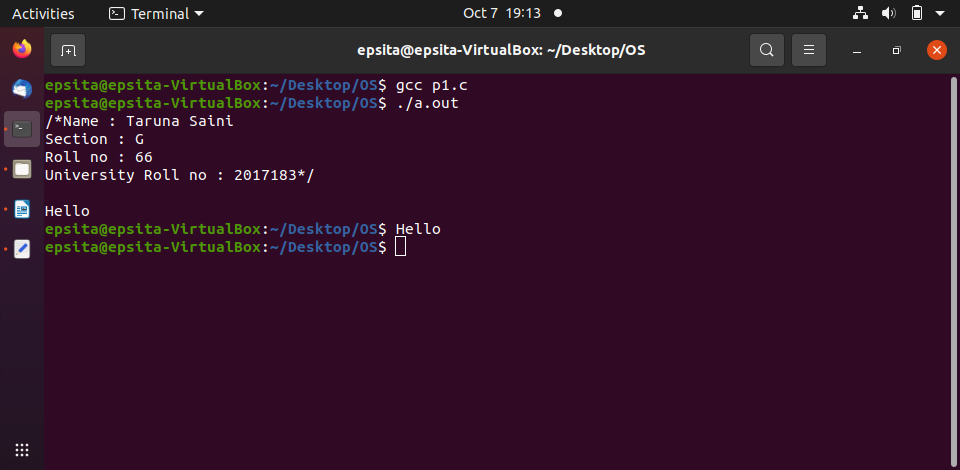 Activities Terminal Oct 7 19:13
epsita@epsita-VirtualBox: ~/Desktop/OS
epsita@epsita-VirtualBox:~/Desktop/OS$ gcc p1.c
epsita@epsita-VirtualBox:~/Desktop/OS$ ./a.out
/*Name : Taruna Saini
Section : G
Roll no : 66
University Roll no : 2017183*/
Hello
epsita@epsita-VirtualBox:~/Desktop/OS$ Hello
epsita@epsita-VirtualBox:~/Desktop/OS$